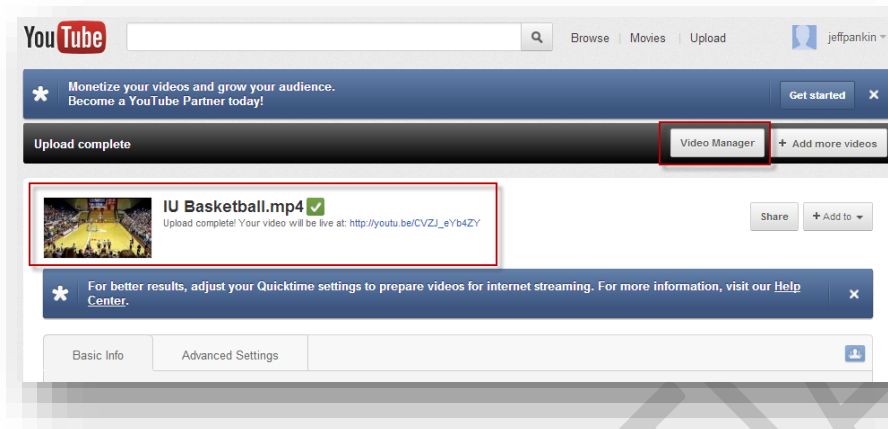 YouTube
Browse | Movies | Upload
jeffpankin
Monetize your videos and grow your audience.
Become a YouTube Partner today!
Get started
Upload complete
Video Manager
+ Add more videos
IU Basketball.mp4
Upload complete! Your video will be live at: http://youtu.be/CVZJ_eYb4ZY
Share
+ Add to
For better results, adjust your Quicktime settings to prepare videos for internet streaming. For more information, visit our Help
Center.
Basic Info
Advanced Settings